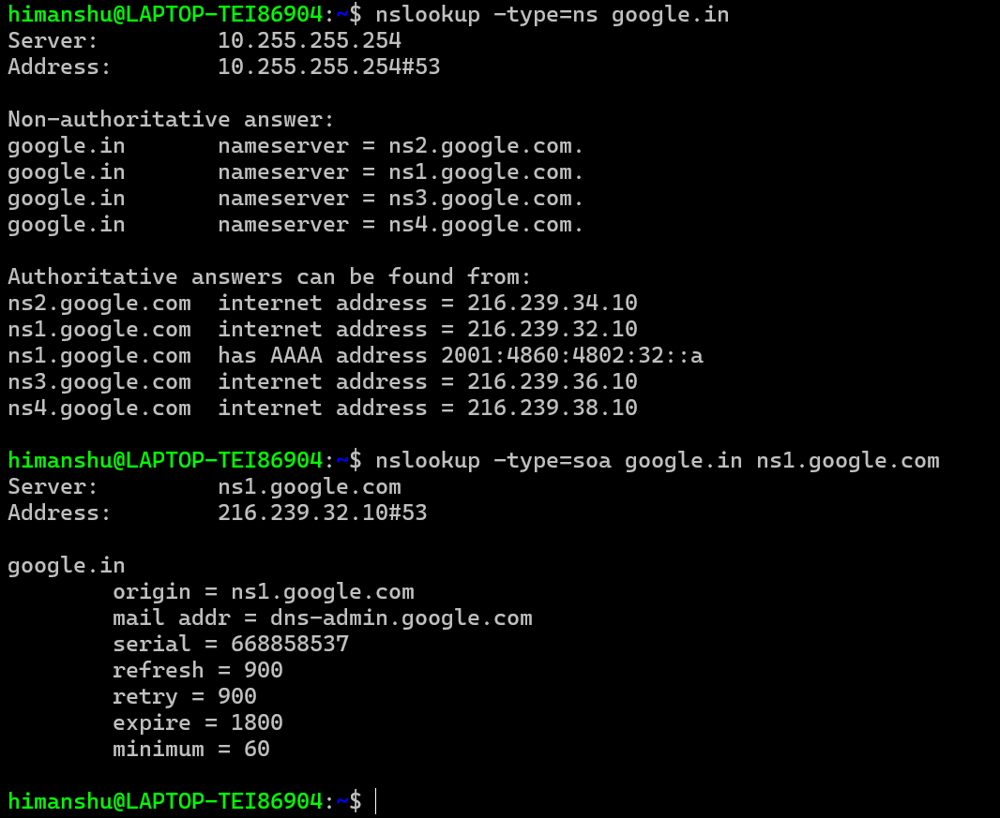 himanshu@LAPTOP-TEI86904:~$ nslookup -type=ns google.in
Server:         10.255.255.254
Address:        10.255.255.254#53

Non-authoritative answer:
google.in       nameserver = ns2.google.com.
google.in       nameserver = ns1.google.com.
google.in       nameserver = ns3.google.com.
google.in       nameserver = ns4.google.com.

Authoritative answers can be found from:
ns2.google.com  internet address = 216.239.34.10
ns1.google.com  internet address = 216.239.32.10
ns1.google.com  has AAAA address 2001:4860:4802:32::a
ns3.google.com  internet address = 216.239.36.10
ns4.google.com  internet address = 216.239.38.10

himanshu@LAPTOP-TEI86904:~$ nslookup -type=soa google.in ns1.google.com
Server:         ns1.google.com
Address:        216.239.32.10#53

google.in
        origin = ns1.google.com
        mail addr = dns-admin.google.com
        serial = 668858537
        refresh = 900
        retry = 900
        expire = 1800
        minimum = 60

himanshu@LAPTOP-TEI86904:~$